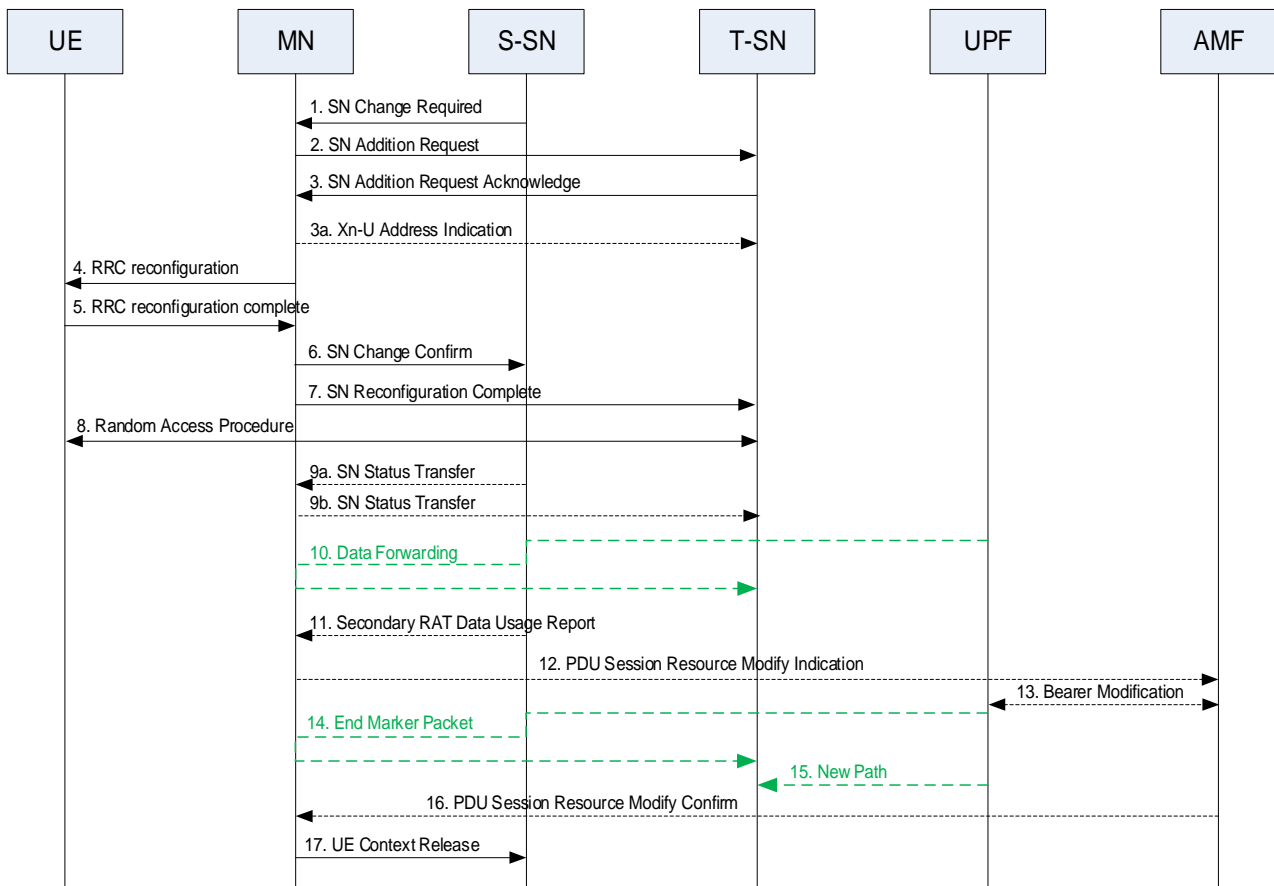 UE
MN
S-SN
T-SN
UPF
AMF
1. SN Change Required
2. SN Addition Request
3. SN Addition Request Acknowledge
3a. Xn-U Address Indication
4. RRC reconfiguration
5. RRC reconfiguration complete
6. SN Change Confirm
7. SN Reconfiguration Complete
8. Random Access Procedure
9a. SN Status Transfer
9b. SN Status Transfer
10. Data Forwarding
11. Secondary RAT Data Usage Report
12. PDU Session Resource Modify Indication
13. Bearer Modification
14. End Marker Packet
15. New Path
16. PDU Session Resource Modify Confirm
17. UE Context Release